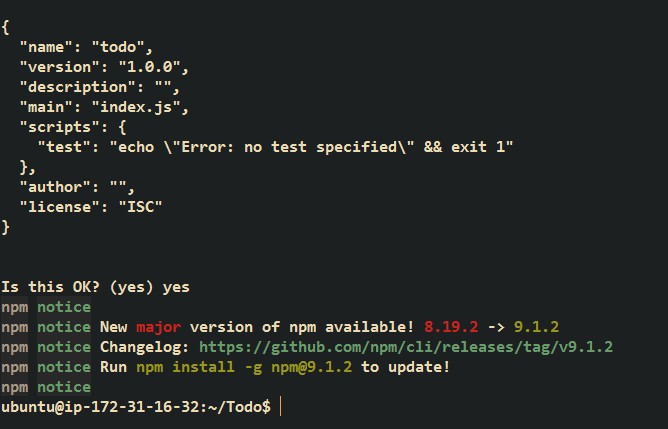 {
  "name": "todo",
  "version": "1.0.0",
  "description": "",
  "main": "index.js",
  "scripts": {
    "test": "echo \"Error: no test specified\" && exit 1"
  },
  "author": "",
  "license": "ISC"
}
Is this OK? (yes) yes
npm notice
npm notice New major version of npm available! 8.19.2 -> 9.1.2
npm notice Changelog: https://github.com/npm/cli/releases/tag/v9.1.2
npm notice Run npm install -g npm@9.1.2 to update!
npm notice
ubuntu@ip-172-31-16-32:~/Todo$